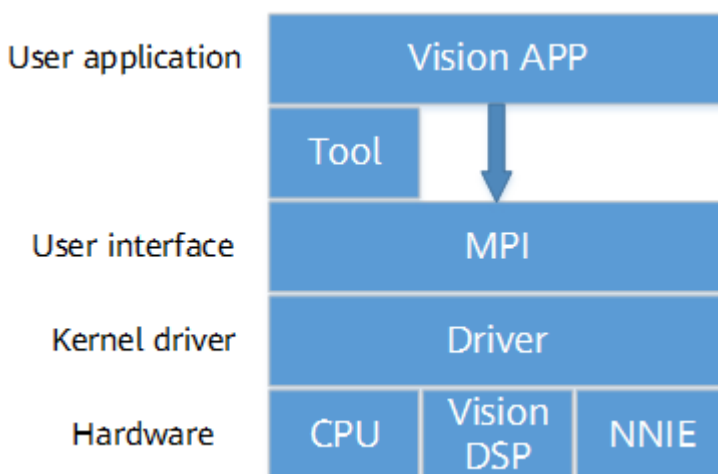 User application
Vision APP
Tool
User interface
MPI
Kernel driver
Driver
Hardware
CPU
Vision
DSP
NNIE